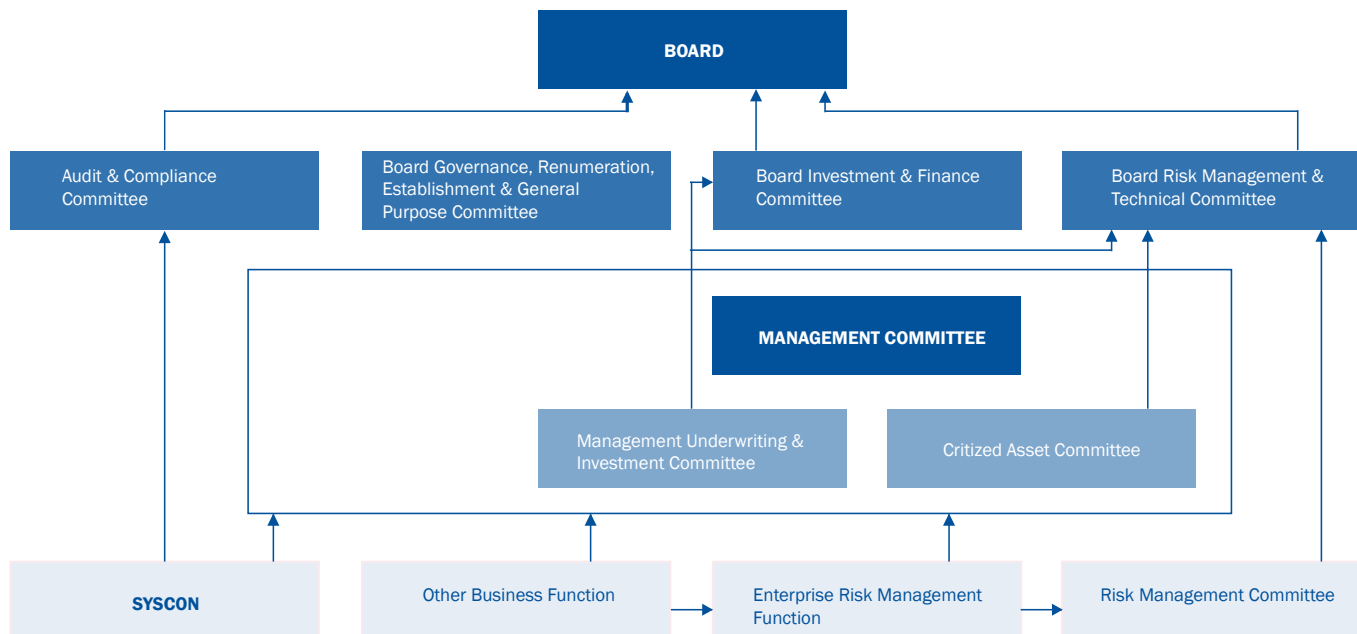 BOARD
Audit & Compliance
Committee
Board Governance, Renumeration,
Establishment & General
Purpose Committee
Board Investment & Finance
Committee
Board Risk Management &
Technical Committee
MANAGEMENT COMMITTEE
Management Underwriting &
Investment Committee
Critized Asset Committee
SYSCON
Other Business Function
Enterprise Risk Management
Function
Risk Management Committee